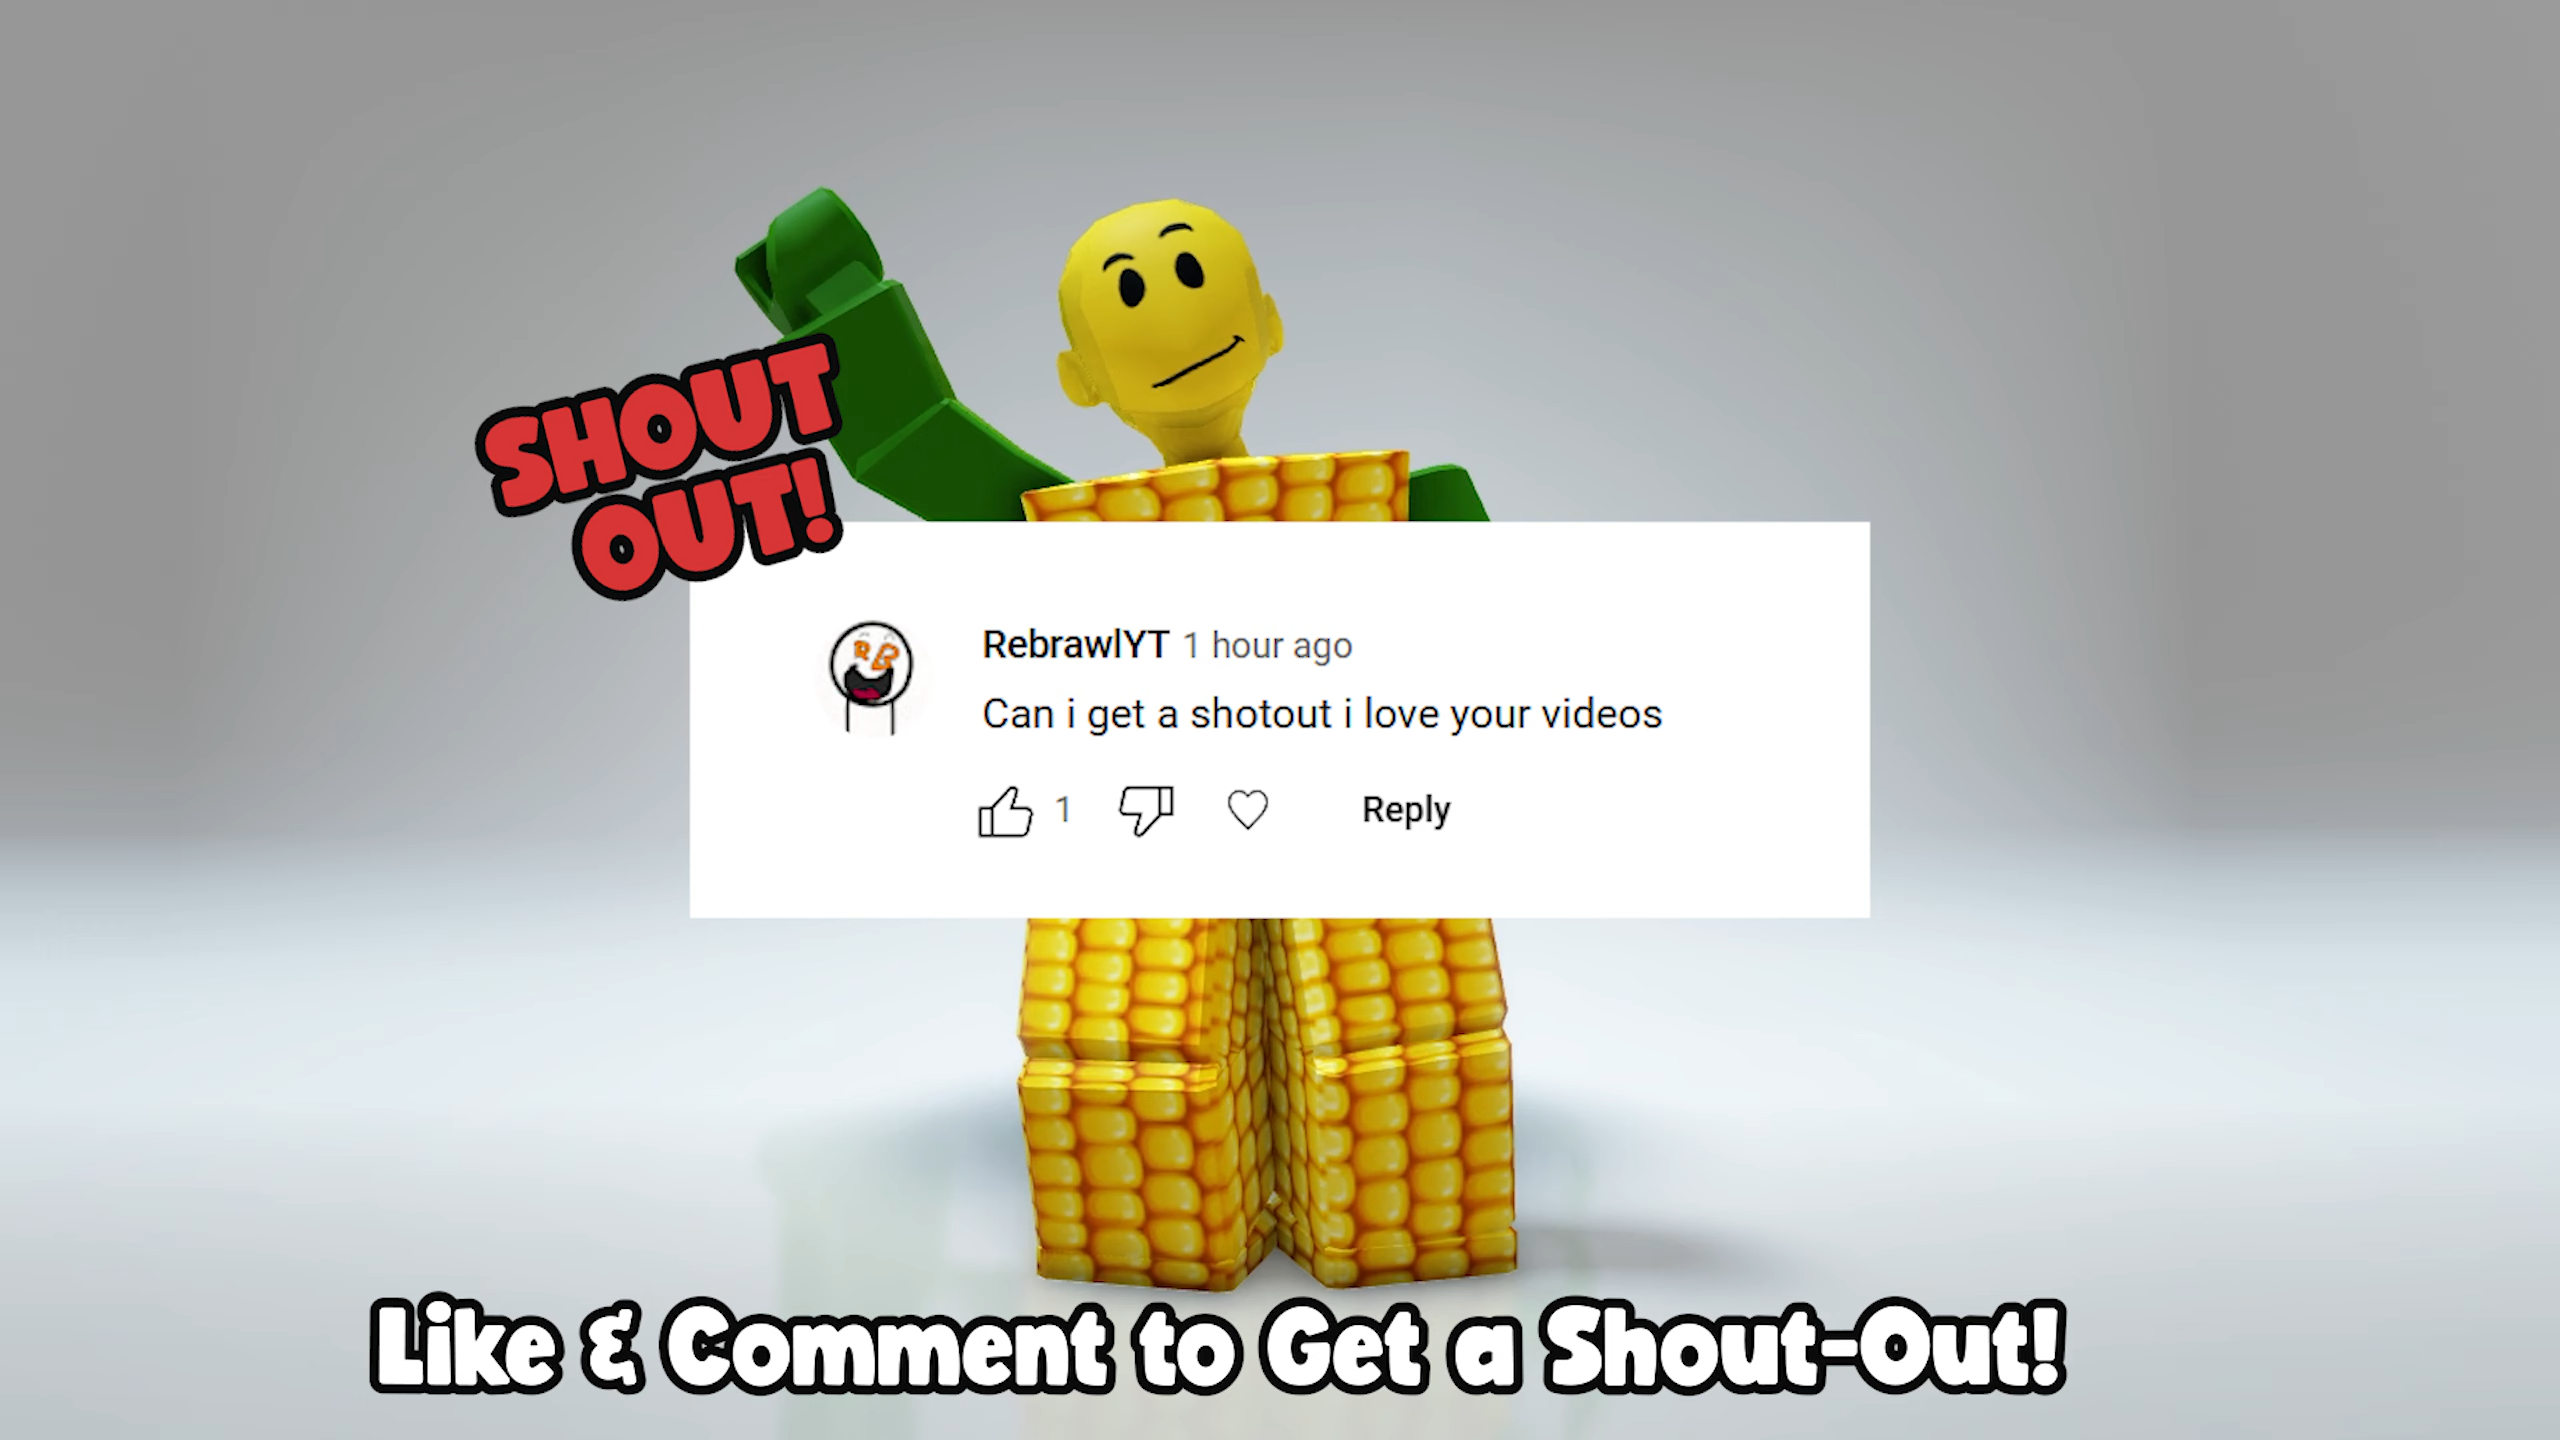 SHOUT
OUT!
RebrawlYT 1 hour ago
Can i get a shotout i love your videos
1 Reply
Like & Comment to Get a Shout-Out!